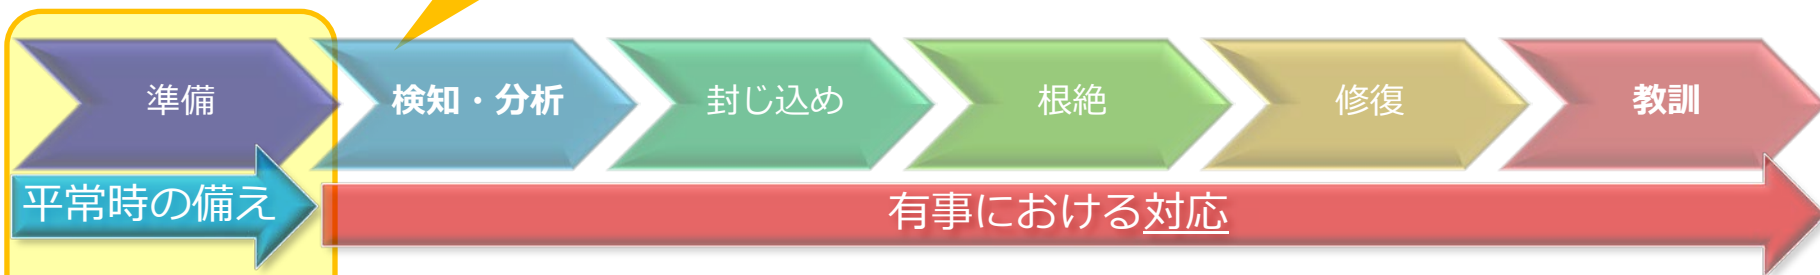 準備
検知・分析
封じ込め
根絶
修復
教訓
平常時の備え
有事における対応